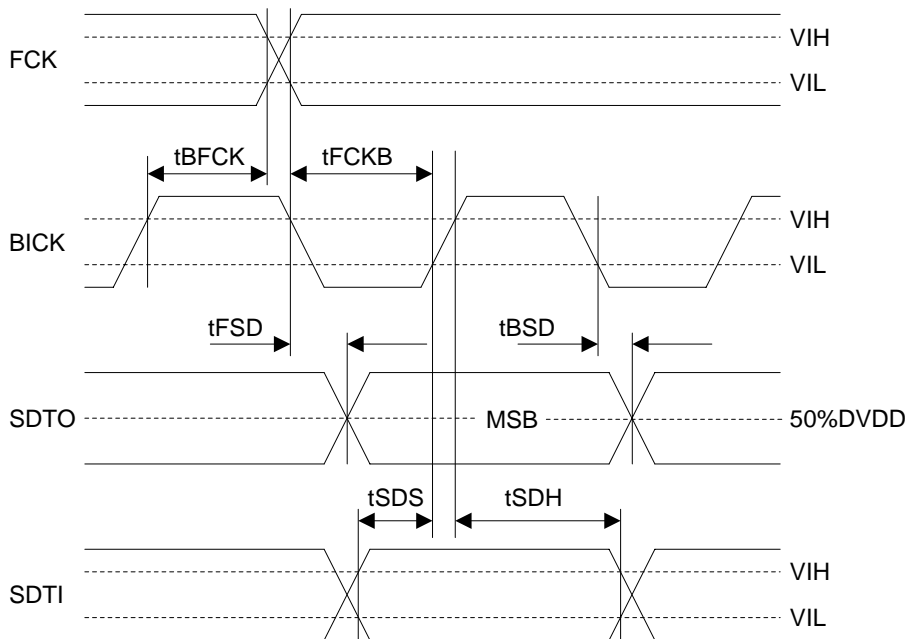 FCK
VIH
VIL
tBFCK tFCKB
BICK
VIH
VIL
tFSD tBSD
SDTO
MSB
50%DVDD
tSDS tSDH
SDTI
VIH
VIL